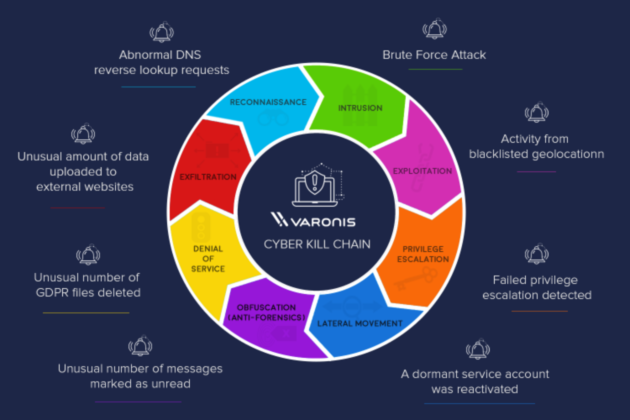 Abnormal DNS
reverse lookup requests
Brute Force Attack
Unusual amount of data
uploaded to
external websites
Activity from
blacklisted geolocationn
Unusual number of
GDPR files deleted
Failed privilege
escalation detected
Unusual number of messages
marked as unread
A dormant service account
was reactivated
RECONNAISSANCE
INTRUSION
EXPLOITATION
PRIVILEGE
ESCALATION
LATERAL MOVEMENT
OBFUSCATION
(ANTI-FORENSICS)
DENIAL
OF
SERVICE
EXFILTRATION
VARONIS
CYBER KILL CHAIN